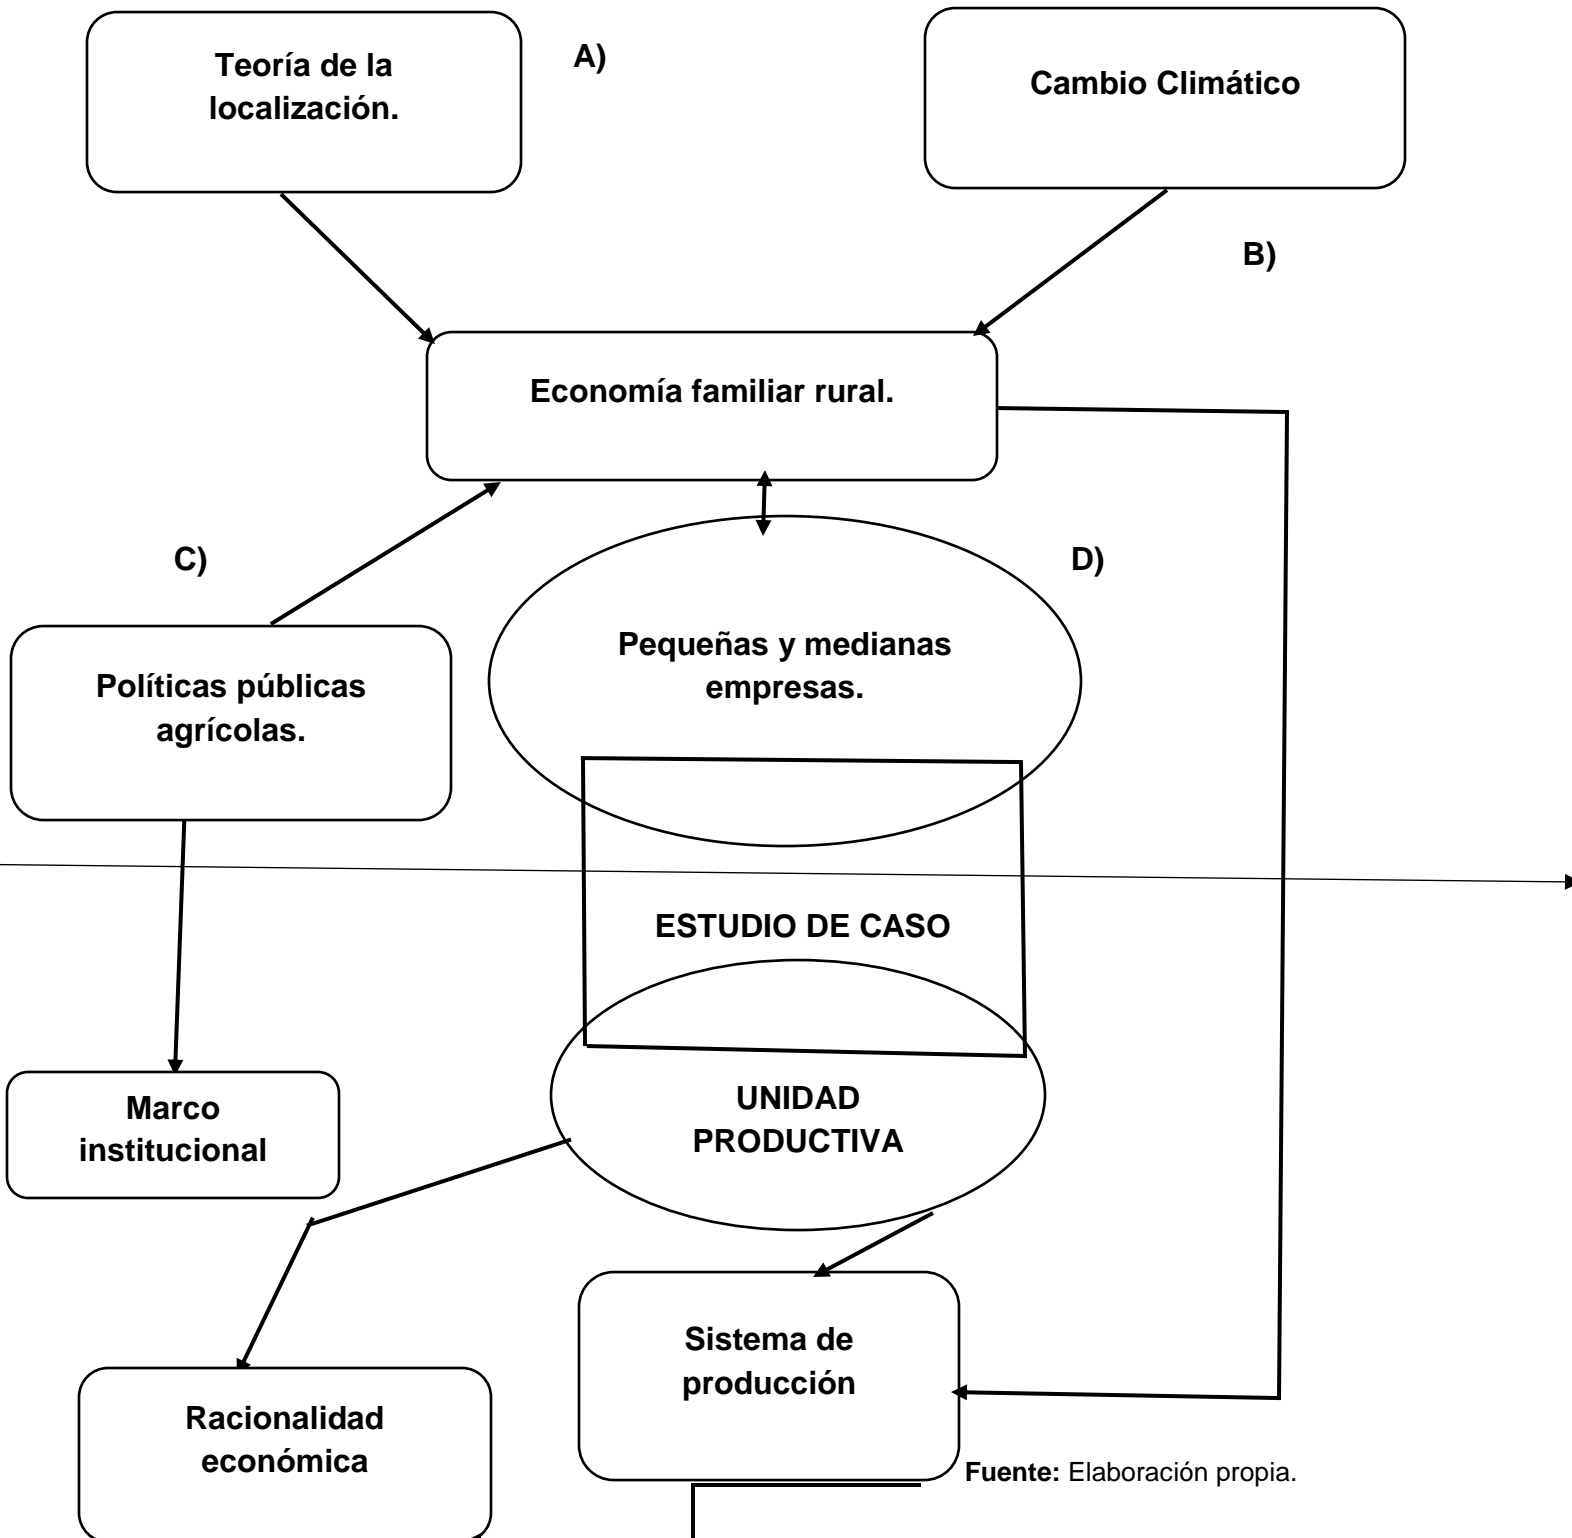 Teoría de la
localización.
A)
Cambio Climático
B)
Economía familiar rural.
C)
D)
Pequeñas y medianas
empresas.
Políticas públicas
agrícolas.
ESTUDIO DE CASO
Marco
institucional
UNIDAD
PRODUCTIVA
Sistema de
producción
Racionalidad
económica
Fuente: Elaboración propia.